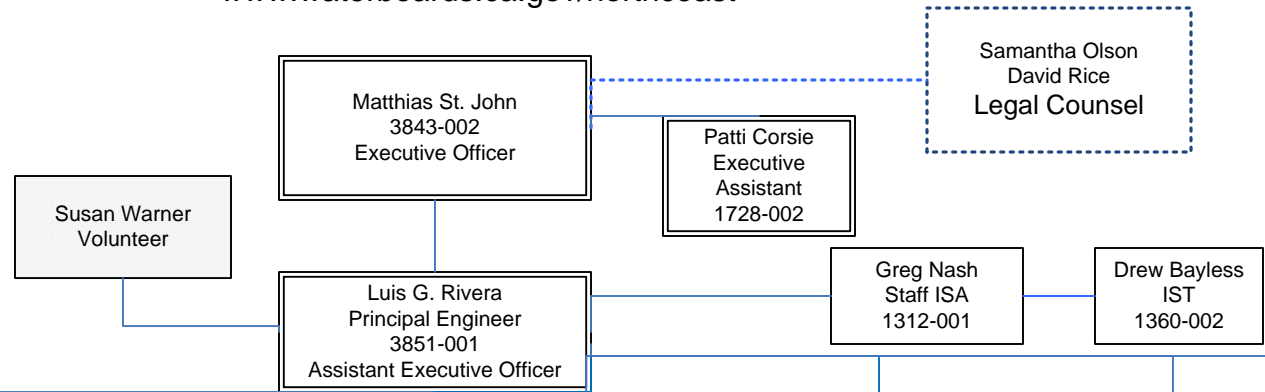 Samantha Olson
David Rice
Legal Counsel
Matthias St. John
3843-002
Executive Officer
Patti Corsie
Executive
Assistant
1728-002
Susan Warner
Volunteer
Luis G. Rivera
Principal Engineer
3851-001
Assistant Executive Officer
Greg Nash
Staff ISA
1312-001
Drew Bayless
IST
1360-002